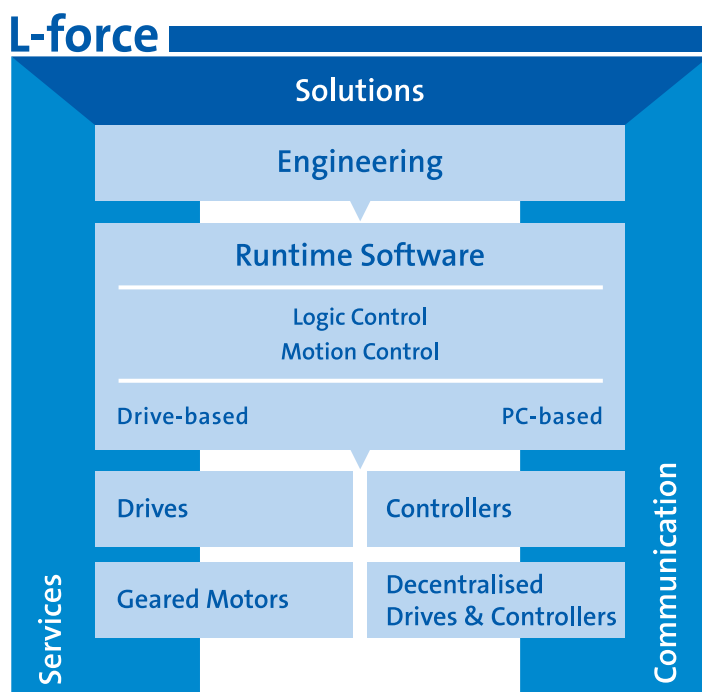 L-force
Solutions
Engineering
Runtime Software
Logic Control
Motion Control
Drive-based
PC-based
Drives
Controllers
Geared Motors
Decentralised
Drives & Controllers
Services
Communication